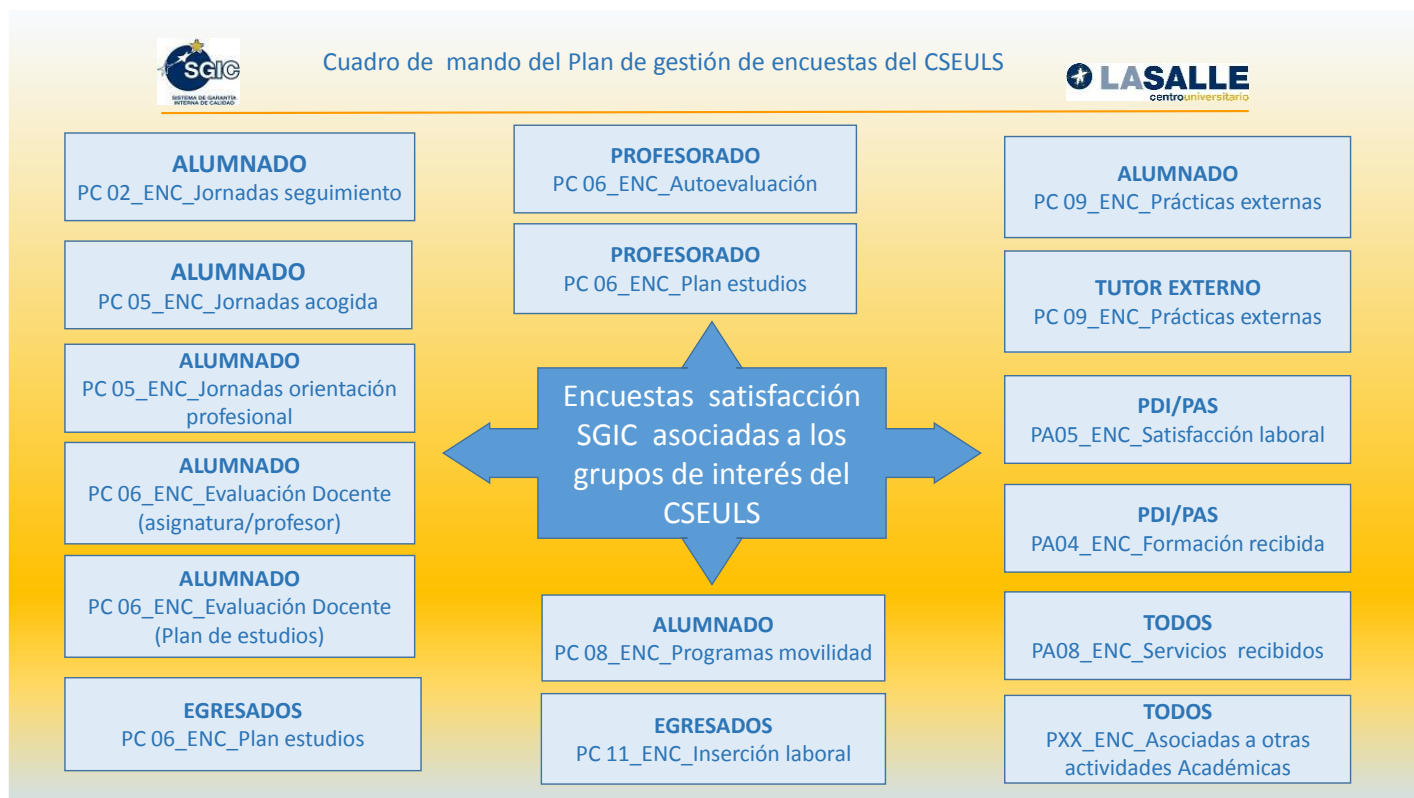 SGIC
SISTEMA DE GARANTÍA
INTERNA DE CALIDAD
Cuadro de mando del Plan de gestión de encuestas del CSEULS
LASALLE
centrouniversitario
ALUMNADO
PC 02_ENC_Jornadas seguimiento
ALUMNADO
PC 05_ENC_Jornadas acogida
ALUMNADO
PC 05_ENC_Jornadas orientación
profesional
ALUMNADO
PC 06_ENC_Evaluación Docente
(asignatura/profesor)
ALUMNADO
PC 06_ENC_Evaluación Docente
(Plan de estudios)
EGRESADOS
PC 06_ENC_Plan estudios
PROFESORADO
PC 06_ENC_Autoevaluación
PROFESORADO
PC 06_ENC_Plan estudios
Encuestas satisfacción
SGIC asociadas a los
grupos de interés del
CSEULS
ALUMNADO
PC 08_ENC_Programas movilidad
EGRESADOS
PC 11_ENC_Inserción laboral
ALUMNADO
PC 09_ENC_Prácticas externas
TUTOR EXTERNO
PC 09_ENC_Prácticas externas
PDI/PAS
PA05_ENC_Satisfacción laboral
PDI/PAS
PA04_ENC_Formación recibida
TODOS
PA08_ENC_Servicios recibidos
TODOS
PXX_ENC_Asociadas a otras
actividades Académicas